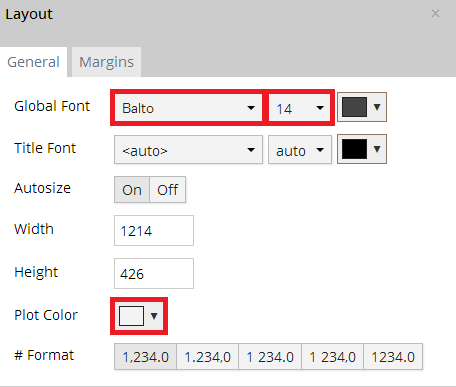 Layout ×
General Margins
Global Font Balto 14
Title Font <auto> auto
Autosize On Off
Width 1214
Height 426
Plot Color
# Format 1,234.0 1.234,0 1 234.0 1 234,0 1234.0